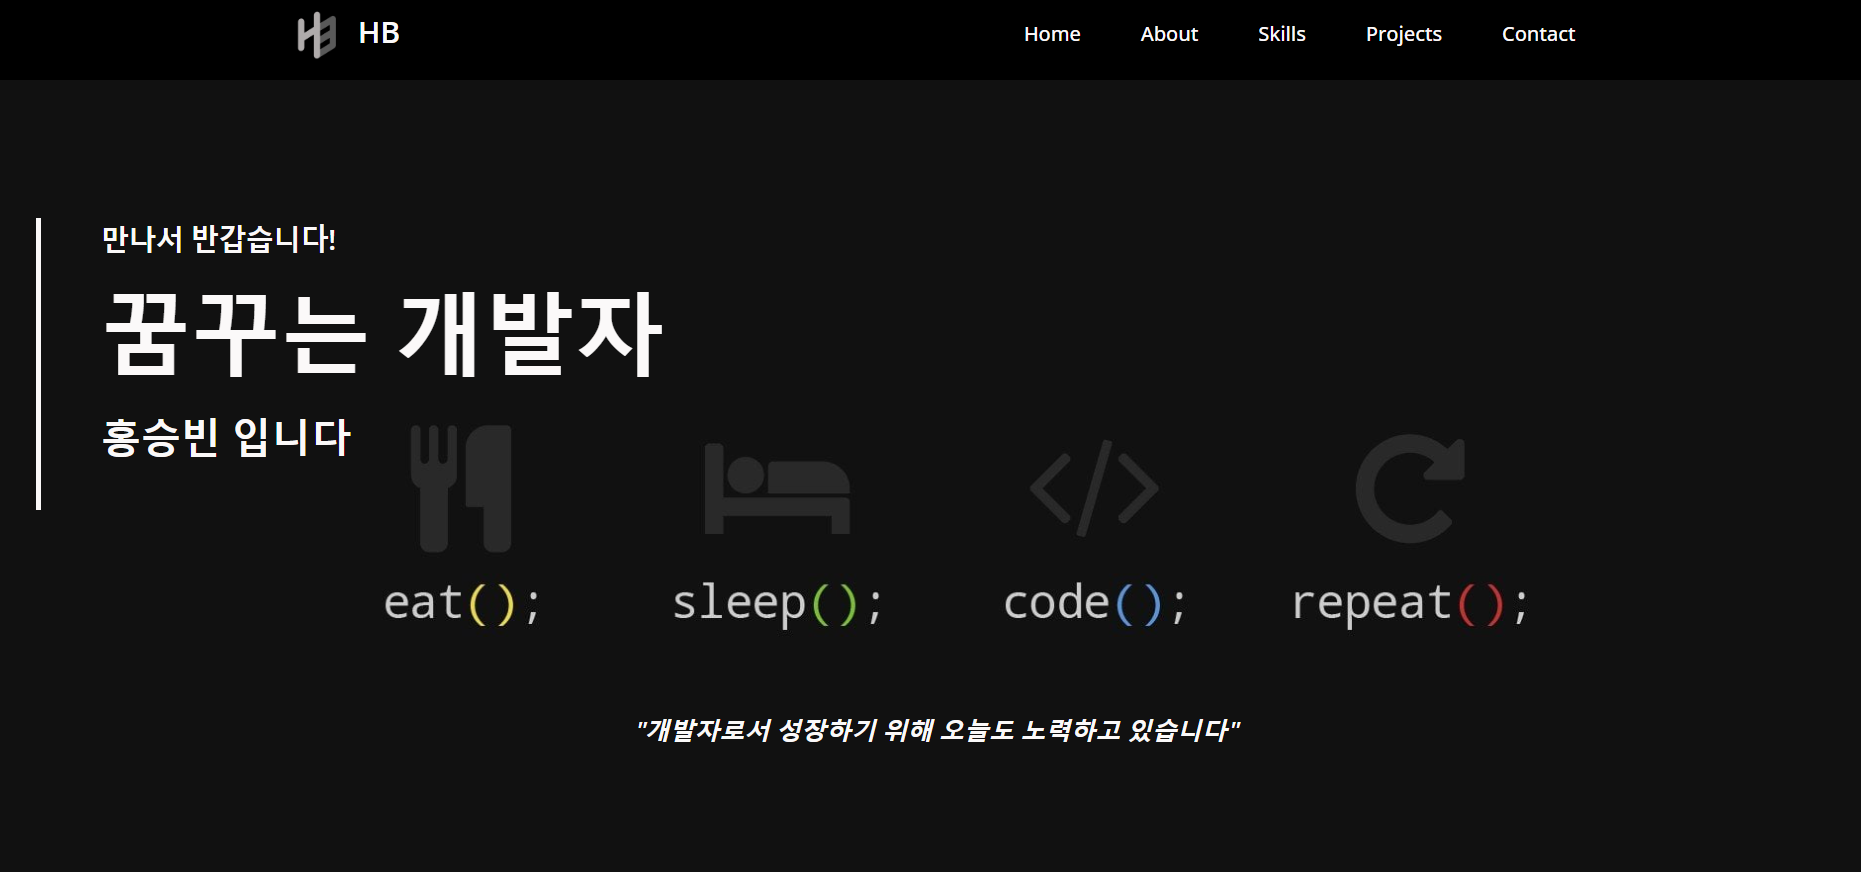 HB
Home About Skills Projects Contact
만나서 반갑습니다!
꿈꾸는 개발자
홍승빈 입니다
eat(); sleep(); code(); repeat();
"개발자로서 성장하기 위해 오늘도 노력하고 있습니다"